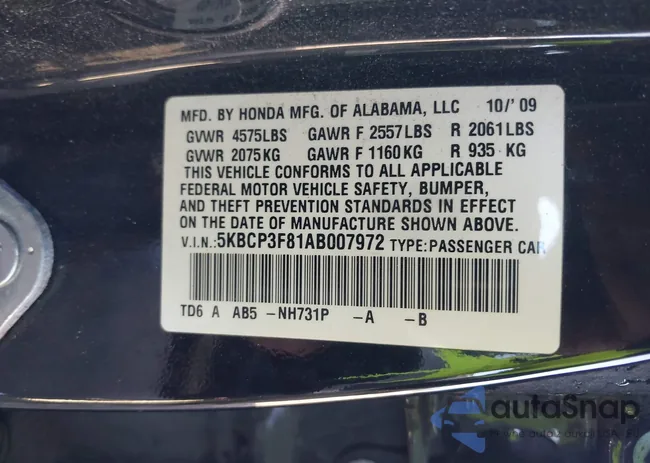 MFD. BY HONDA MFG. OF ALABAMA, LLC 10/'09
GVWR 4575LBS GAWR F 2557LBS R 2061LBS
GVWR 2075KG GAWR F 1160KG R 935 KG
THIS VEHICLE CONFORMS TO ALL APPLICABLE
FEDERAL MOTOR VEHICLE SAFETY, BUMPER,
AND THEFT PREVENTION STANDARDS IN EFFECT
ON THE DATE OF MANUFACTURE SHOWN ABOVE.
V.I.N.:5KBCP3F81AB007972 TYPE:PASSENGER CAR
TD6 A AB5 -NH731P -A -B
autoSnap